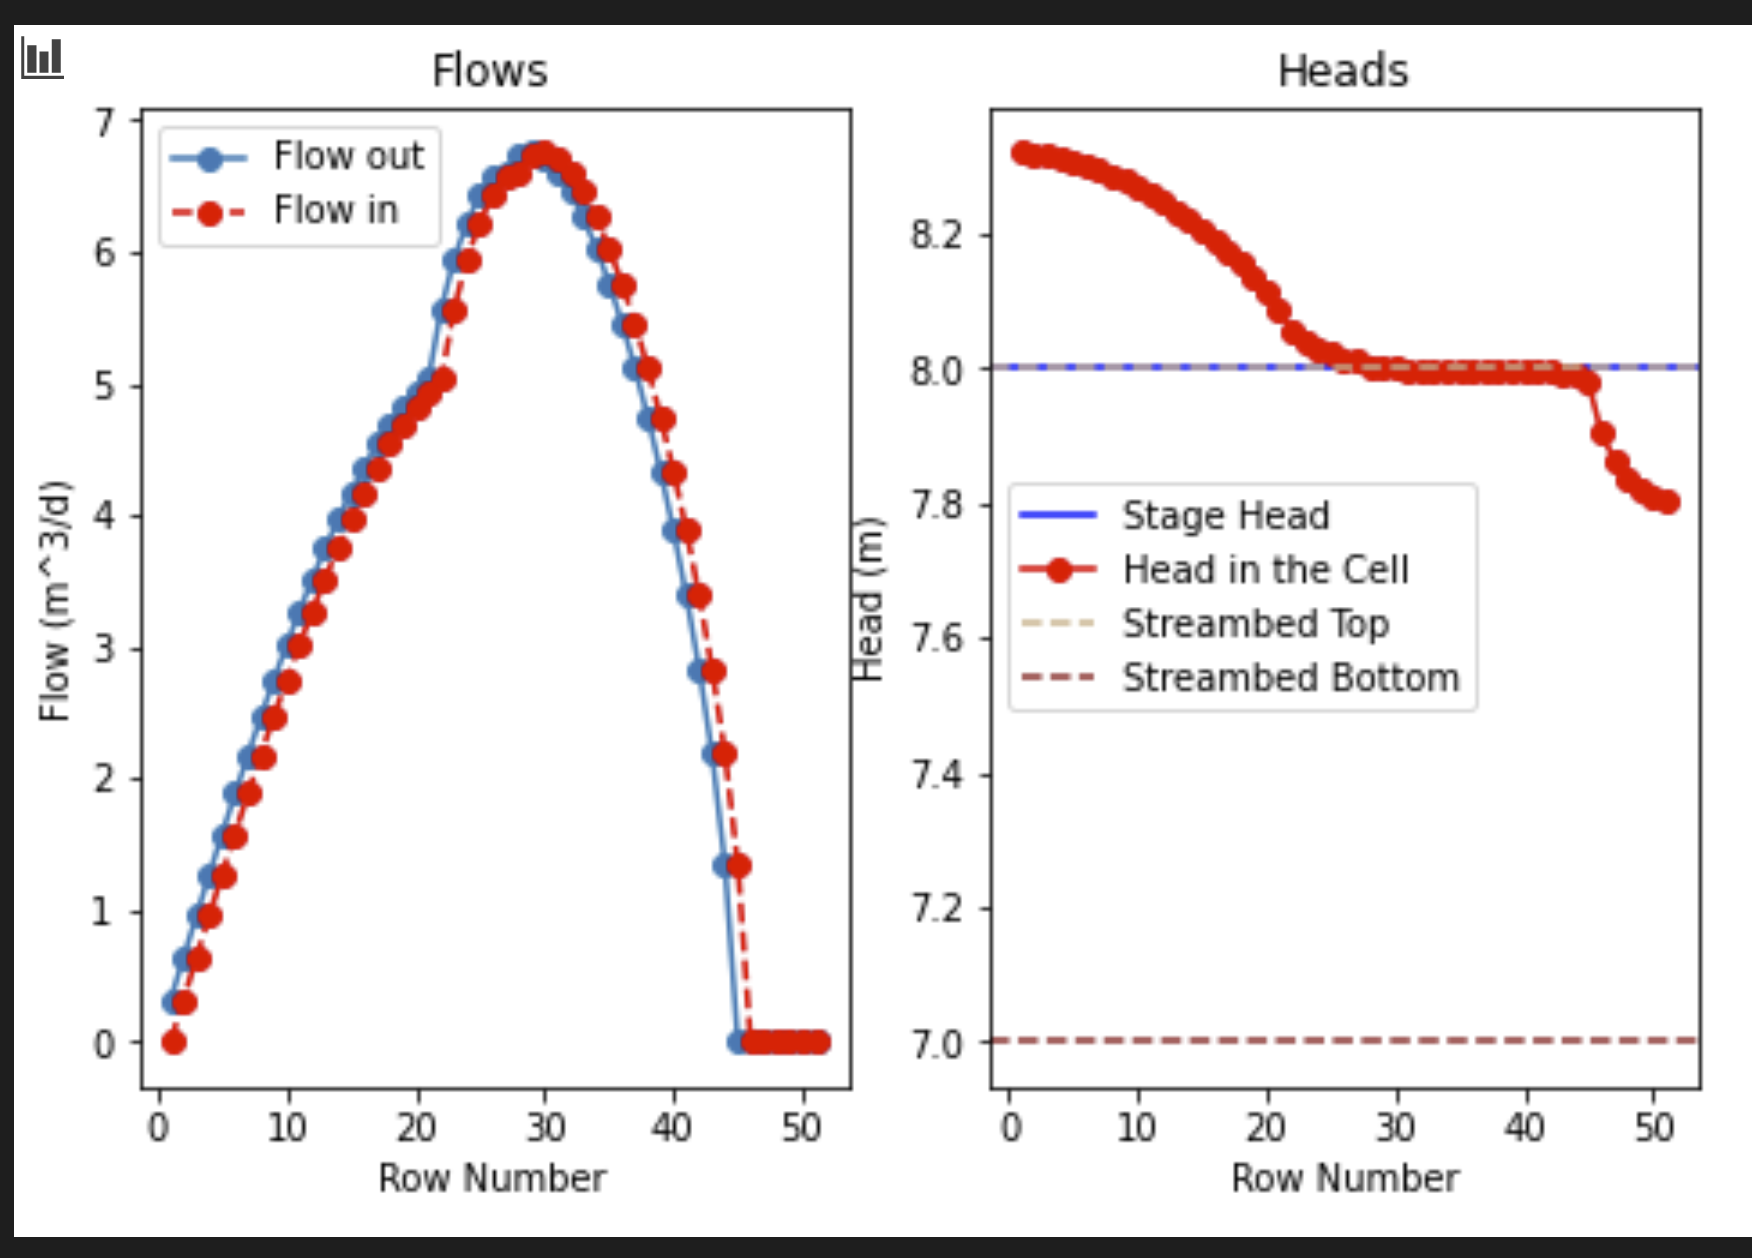 Flows
7
6
5
4
3
2
1
0
Flow (m^3/d)
Flow out
Flow in
0 10 20 30 40 50
Row Number
Heads
8.2
8.0
7.8
7.6
7.4
7.2
7.0
Head (m)
Stage Head
Head in the Cell
Streambed Top
Streambed Bottom
0 10 20 30 40 50
Row Number